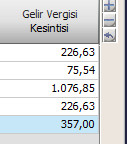 Gelir Vergisi
Kesintisi
226,63
75,54
1.076,85
226,63
357,00